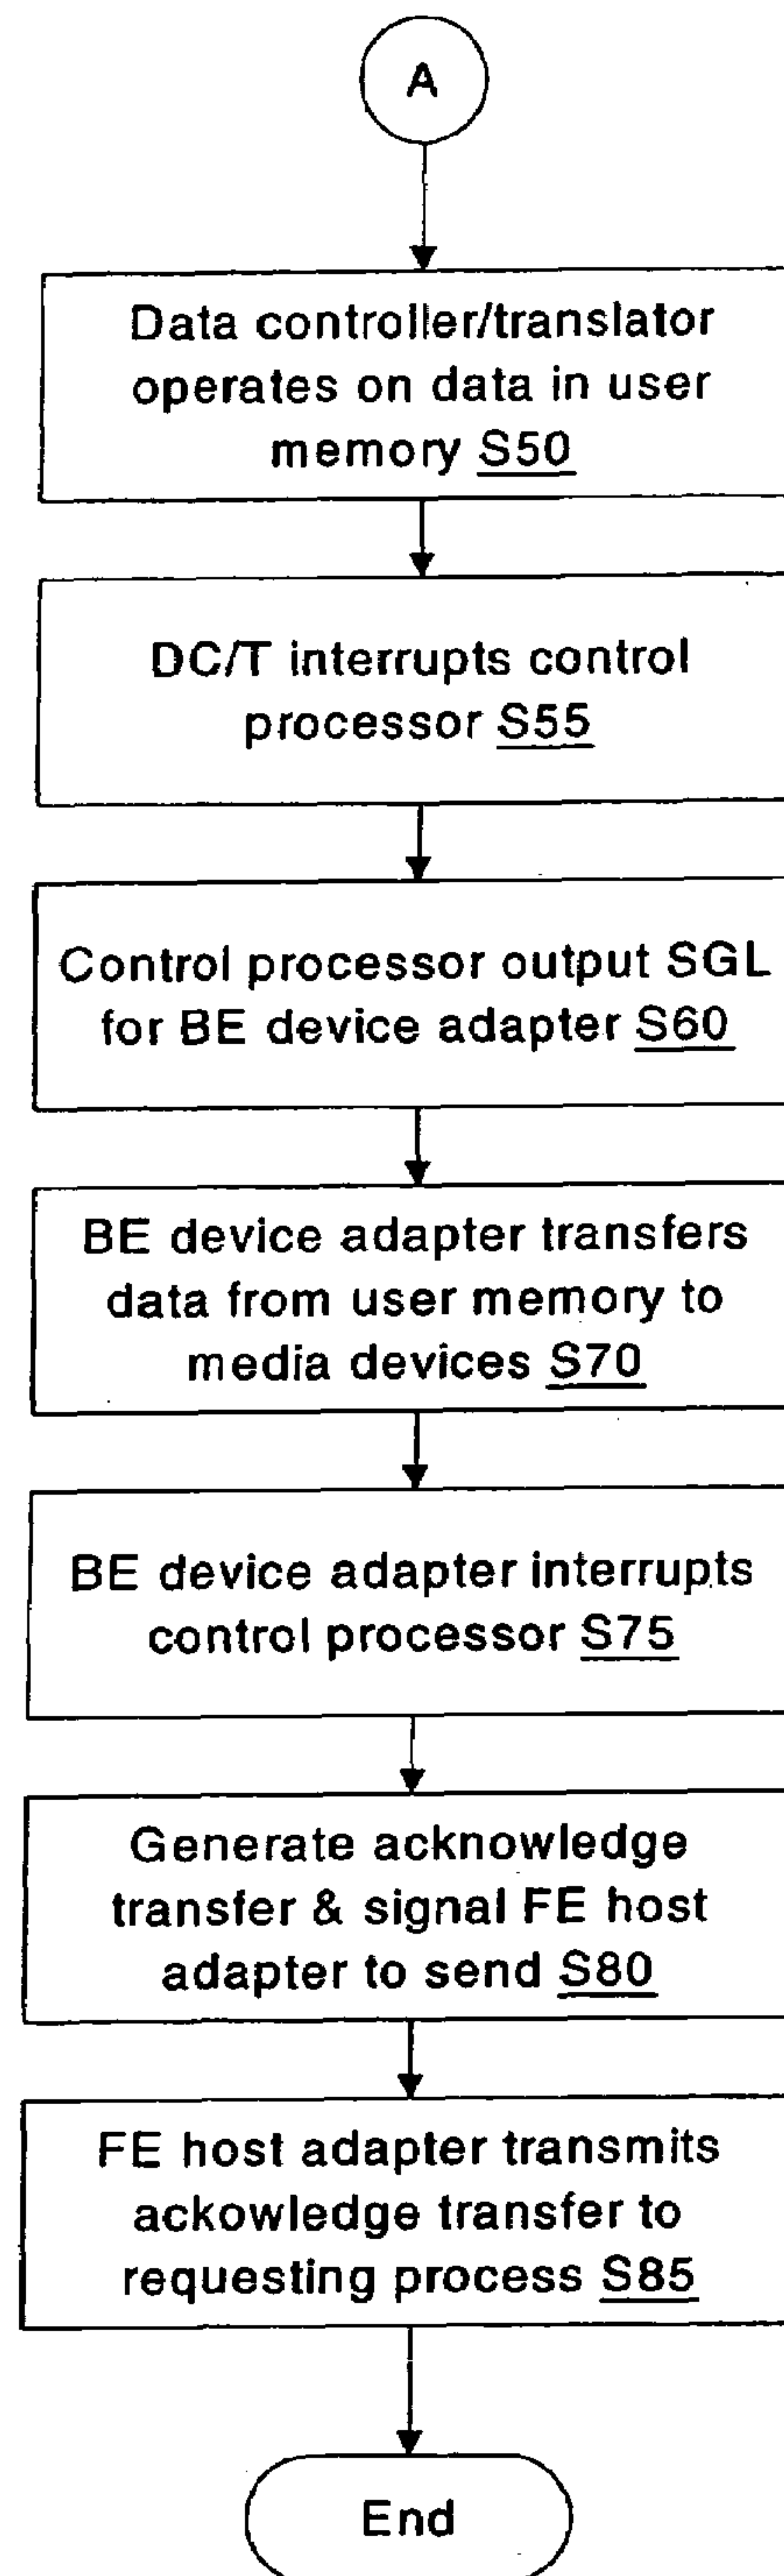 A
Data controller/translator
operates on data in user
memory S50
DC/T interrupts control
processor S55
Control processor output SGL
for BE device adapter S60
BE device adapter transfers
data from user memory to
media devices S70
BE device adapter interrupts
control processor S75
Generate acknowledge
transfer & signal FE host
adapter to send S80
FE host adapter transmits
ackowledge transfer to
requesting process S85
End